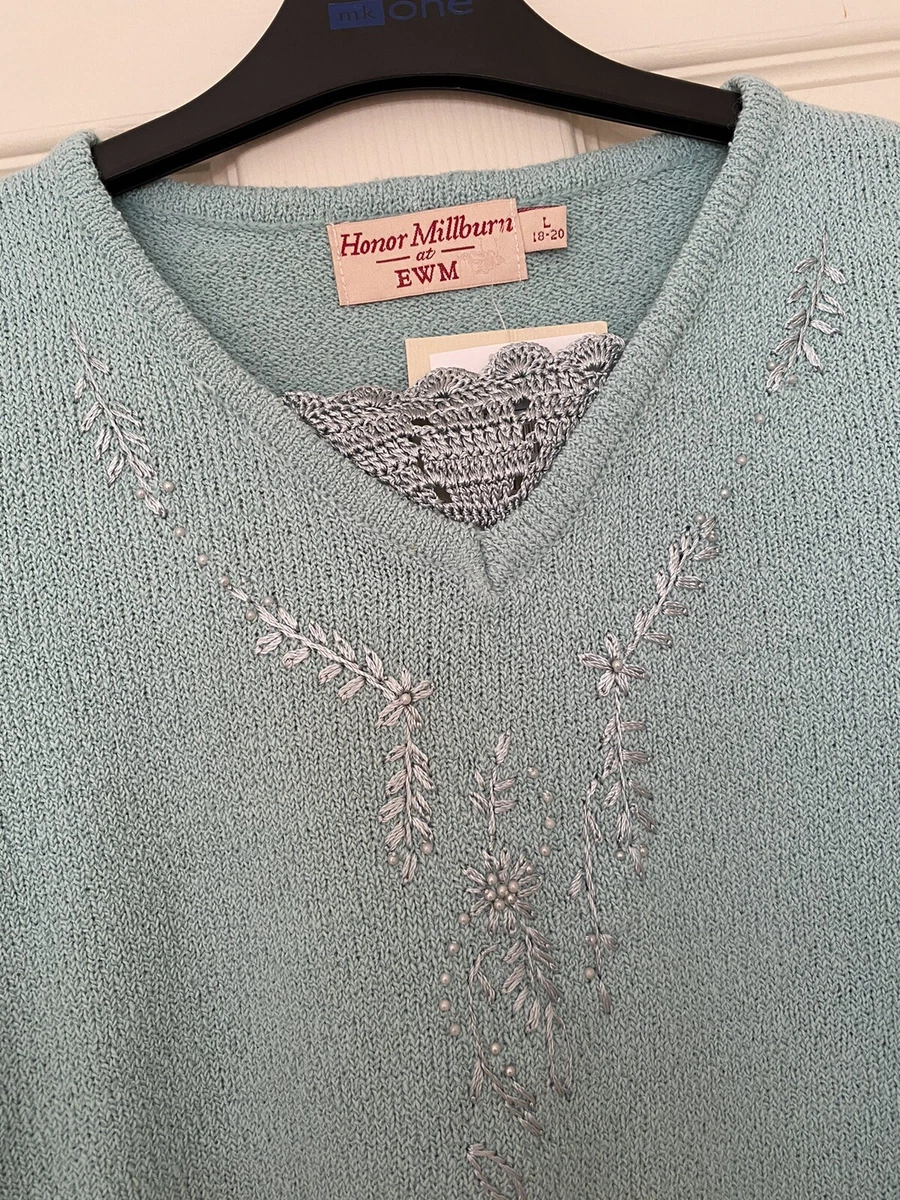 mk one
Honor Millburn
at
EWM
L
18-20